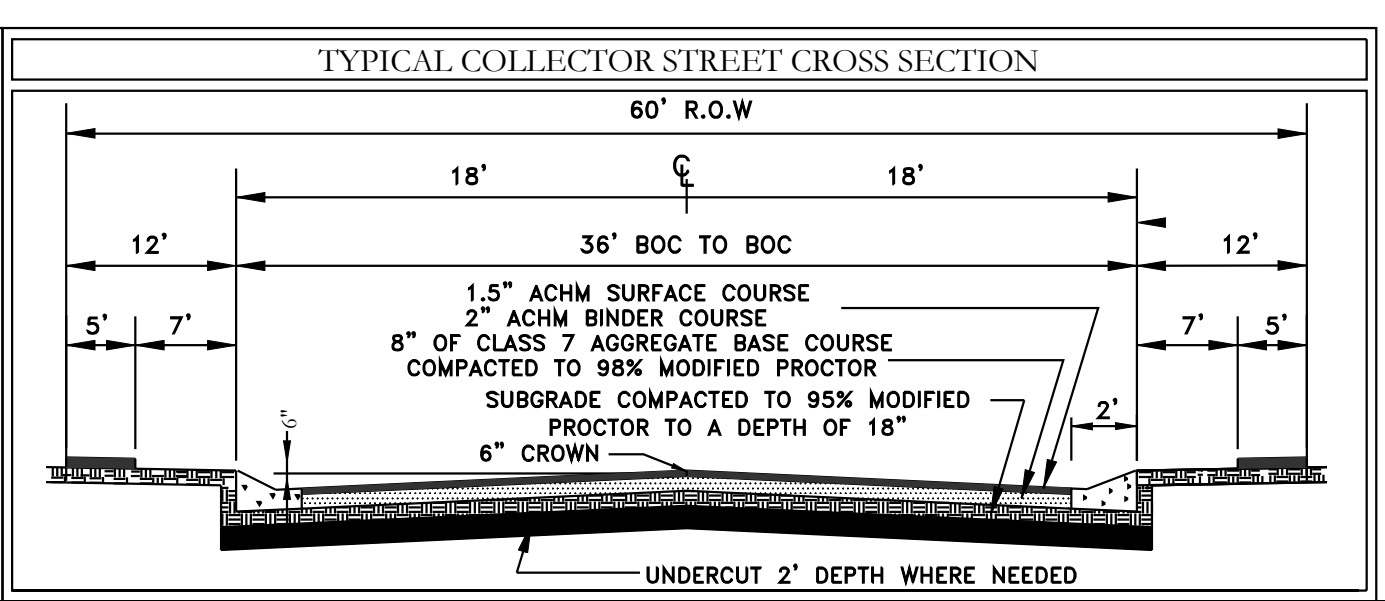 TYPICAL COLLECTOR STREET CROSS SECTION
60' R.O.W
18' ℄ 18'
12' 36' BOC TO BOC 12'
1.5" ACHM SURFACE COURSE
2" ACHM BINDER COURSE
5' 7' 7' 5'
8" OF CLASS 7 AGGREGATE BASE COURSE
COMPACTED TO 98% MODIFIED PROCTOR
SUBGRADE COMPACTED TO 95% MODIFIED
PROCTOR TO A DEPTH OF 18"
2'
6"
6" CROWN
UNDERCUT 2' DEPTH WHERE NEEDED